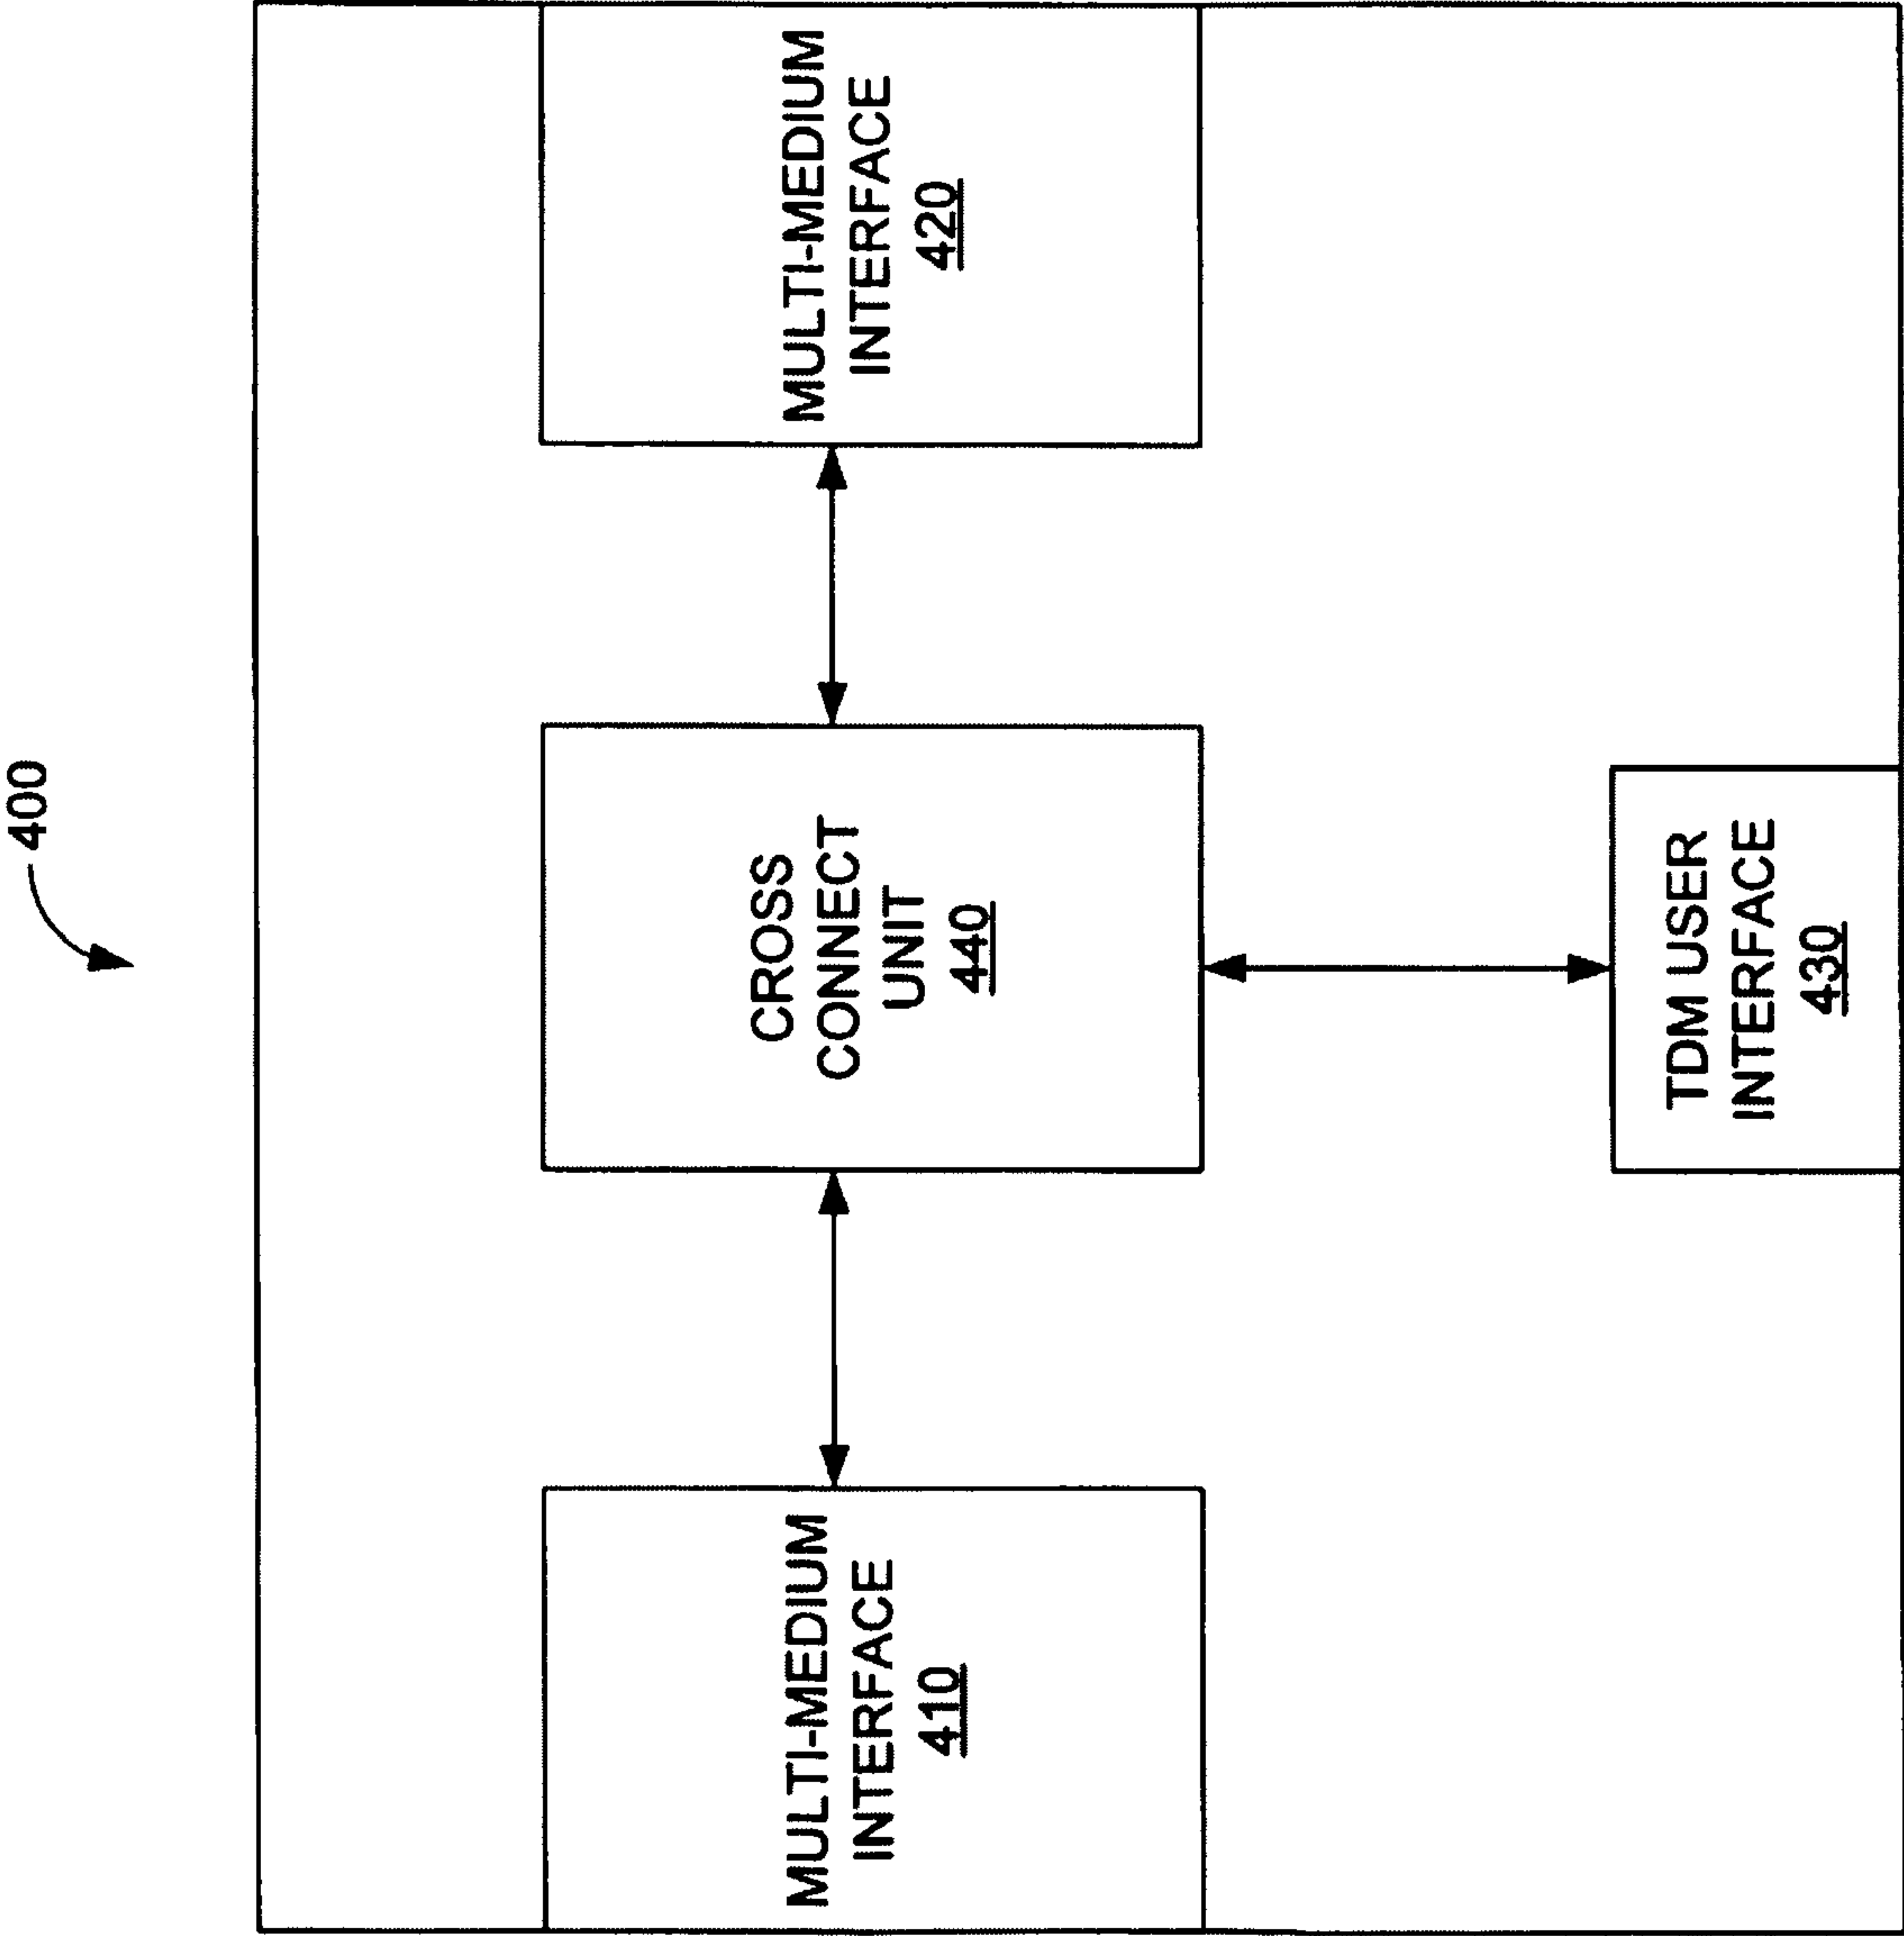 400
MULTI-MEDIUM
INTERFACE
410
CROSS
CONNECT
UNIT
440
MULTI-MEDIUM
INTERFACE
420
TDM USER
INTERFACE
430